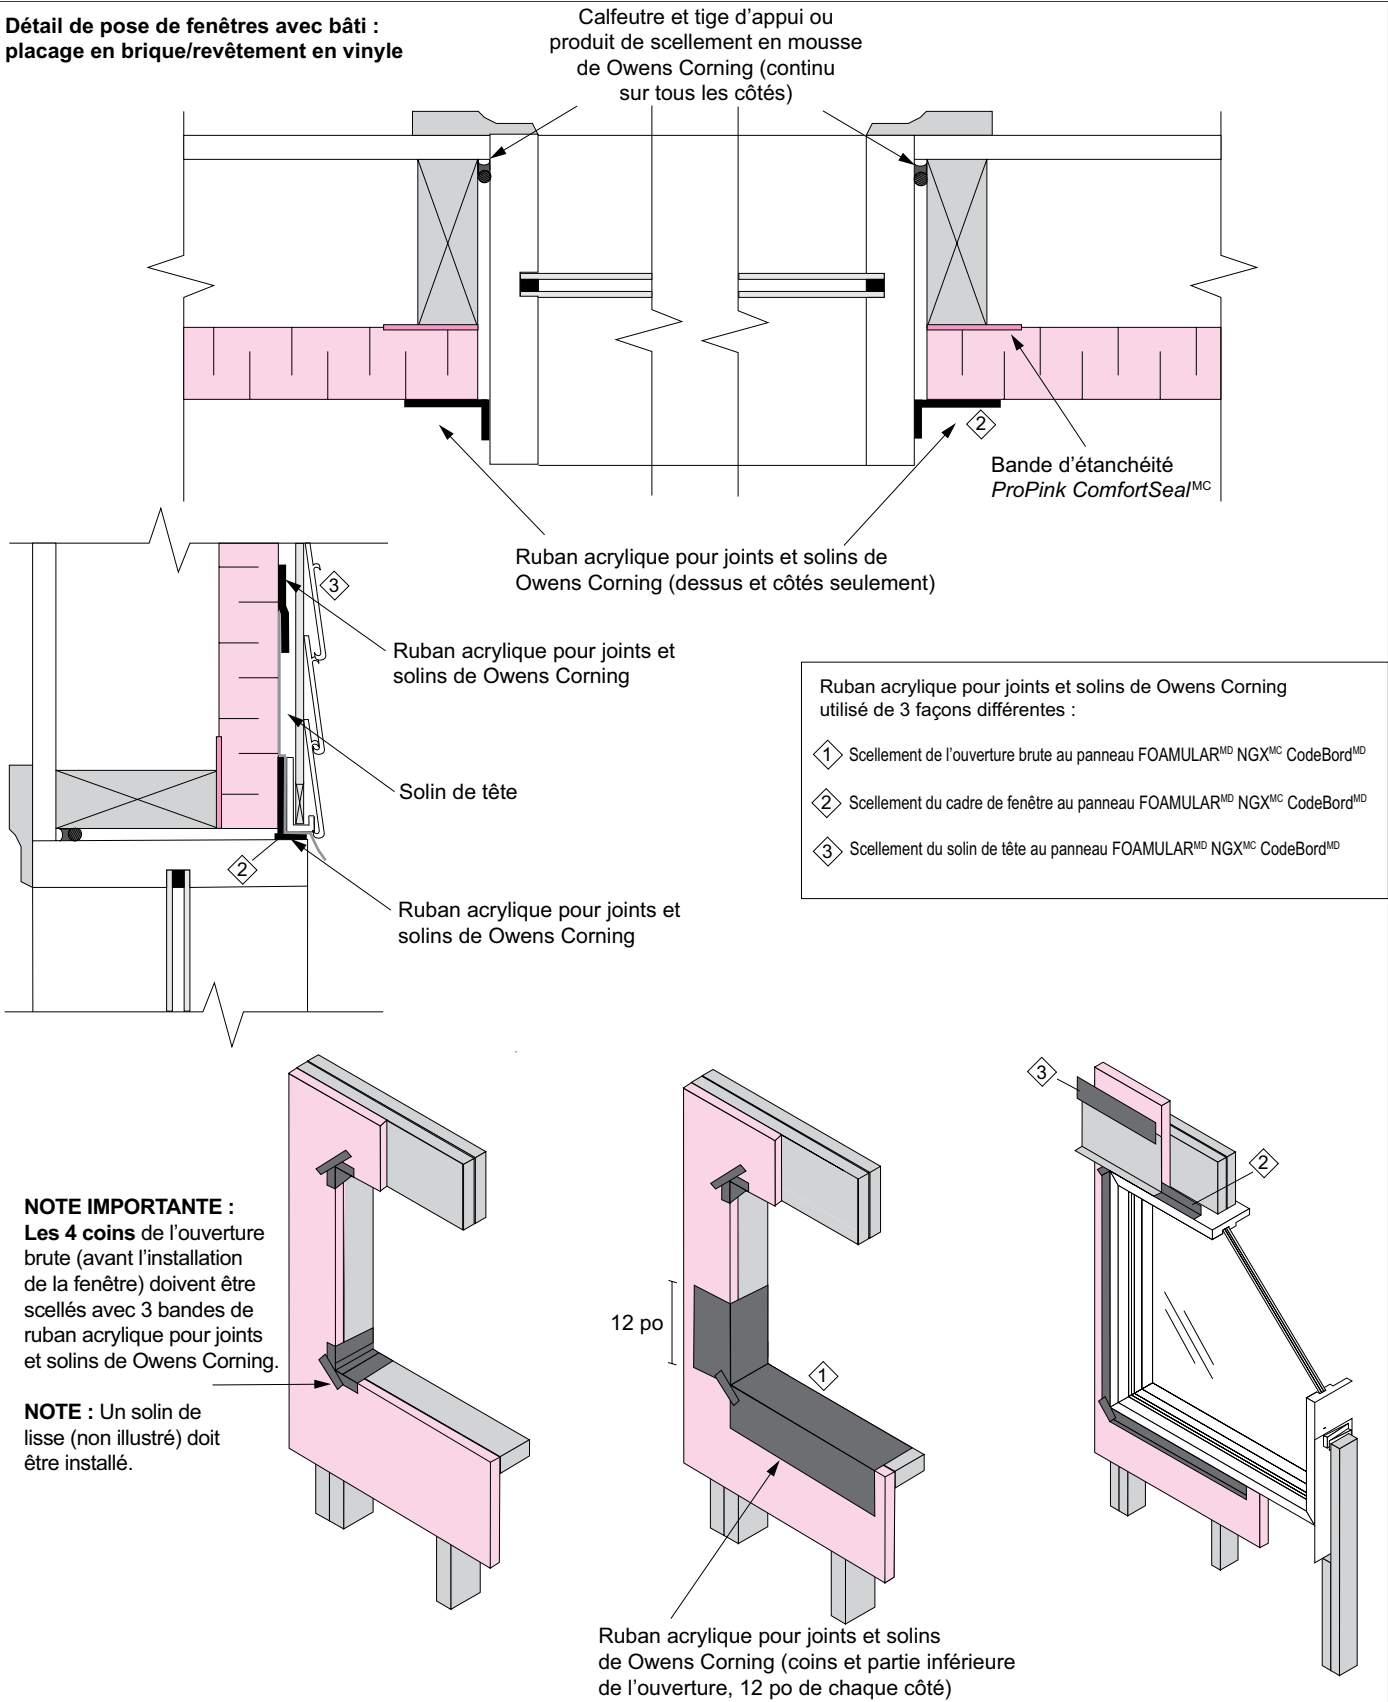 Détail de pose de fenêtres avec bâti :
placage en brique/revêtement en vinyle
Calfeutre et tige d’appui ou
produit de scellement en mousse
de Owens Corning (continu
sur tous les côtés)
2
Bande d’étanchéité
ProPink ComfortSealᴹᶜ
Ruban acrylique pour joints et solins de
Owens Corning (dessus et côtés seulement)
3
Ruban acrylique pour joints et
solins de Owens Corning
Solin de tête
2
Ruban acrylique pour joints et
solins de Owens Corning
Ruban acrylique pour joints et solins de Owens Corning
utilisé de 3 façons différentes :
1 Scellement de l’ouverture brute au panneau FOAMULARᴹᴰ NGXᴹᶜ CodeBordᴹᴰ
2 Scellement du cadre de fenêtre au panneau FOAMULARᴹᴰ NGXᴹᶜ CodeBordᴹᴰ
3 Scellement du solin de tête au panneau FOAMULARᴹᴰ NGXᴹᶜ CodeBordᴹᴰ
NOTE IMPORTANTE :
Les 4 coins de l’ouverture
brute (avant l’installation
de la fenêtre) doivent être
scellés avec 3 bandes de
ruban acrylique pour joints
et solins de Owens Corning.
NOTE : Un solin de
lisse (non illustré) doit
être installé.
12 po
1
Ruban acrylique pour joints et solins
de Owens Corning (coins et partie inférieure
de l’ouverture, 12 po de chaque côté)
3
2